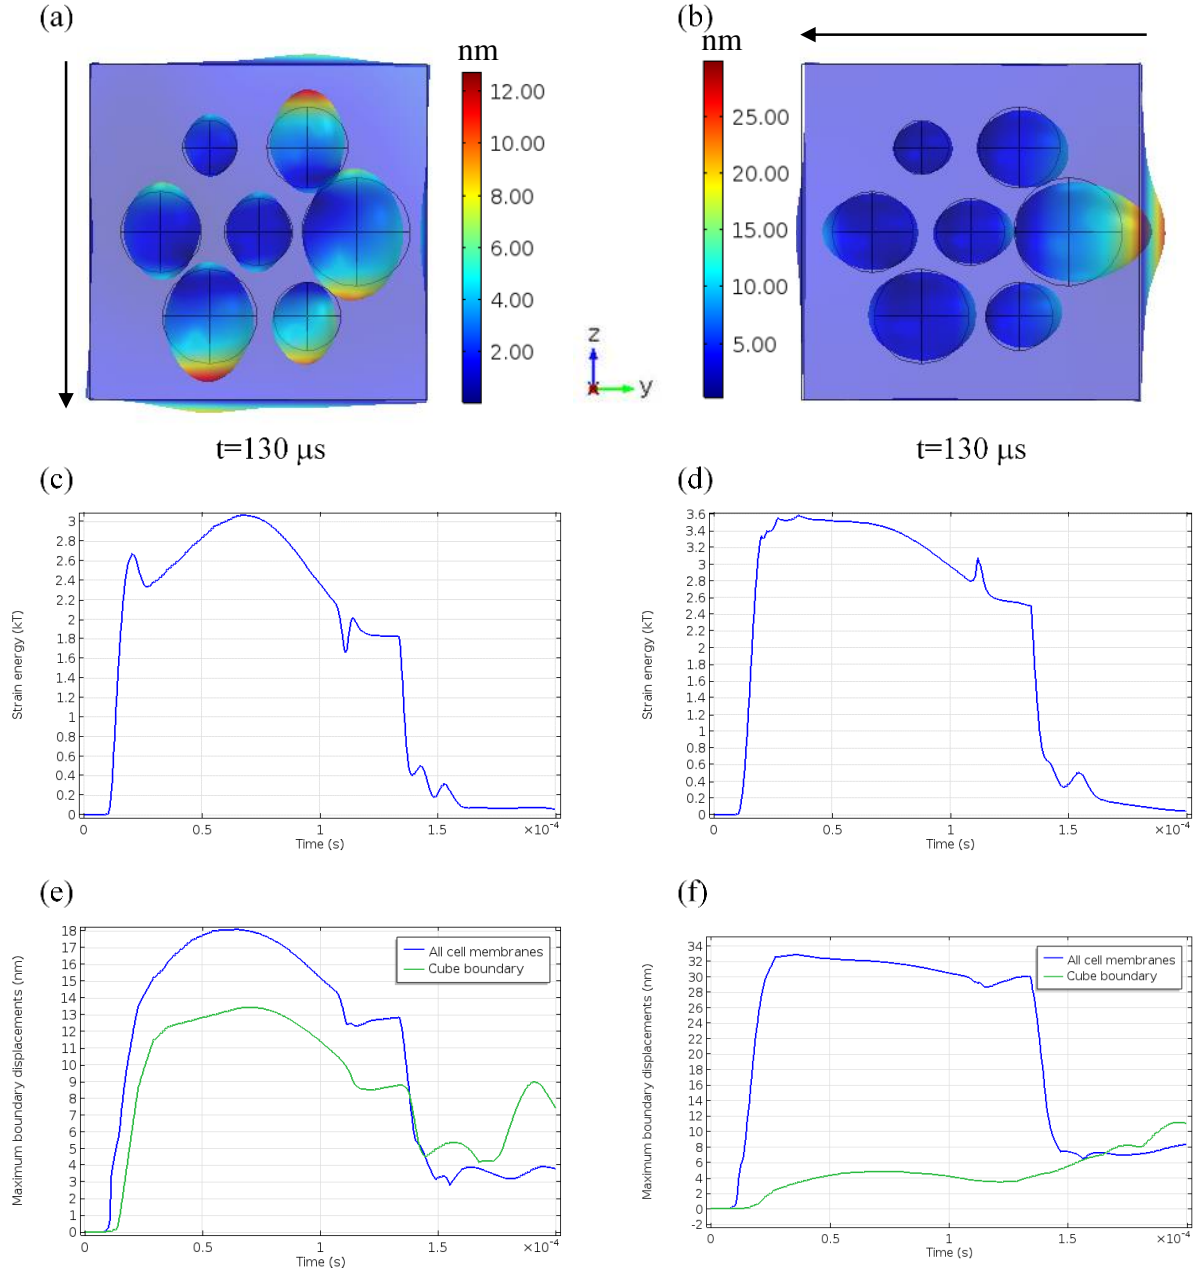 (a)
nm
12.00
10.00
8.00
6.00
4.00
2.00
t=130 μs
(b)
nm
25.00
20.00
15.00
10.00
5.00
t=130 μs
z
y
x
(c)
Strain energy (kT)
3
2.8
2.6
2.4
2.2
2
1.8
1.6
1.4
1.2
1
0.8
0.6
0.4
0.2
0
0 0.5 1 1.5 ×10⁻⁴
Time (s)
(d)
Strain energy (kT)
3.6
3.4
3.2
3
2.8
2.6
2.4
2.2
2
1.8
1.6
1.4
1.2
1
0.8
0.6
0.4
0.2
0
0 0.5 1 1.5 ×10⁻⁴
Time (s)
(e)
Maximum boundary displacements (nm)
18
17
16
15
14
13
12
11
10
9
8
7
6
5
4
3
2
1
0
All cell membranes
Cube boundary
0 0.5 1 1.5 ×10⁻⁴
Time (s)
(f)
Maximum boundary displacements (nm)
34
32
30
28
26
24
22
20
18
16
14
12
10
8
6
4
2
0
-2
All cell membranes
Cube boundary
0 0.5 1 1.5 ×10⁻⁴
Time (s)